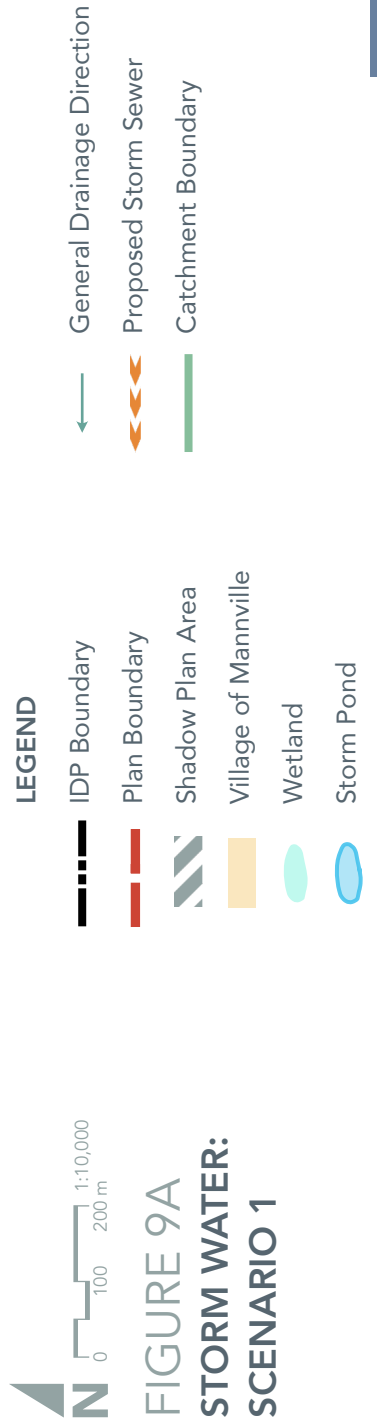 N
0 100 200 m
1:10,000
FIGURE 9A
STORM WATER:
SCENARIO 1
LEGEND
IDP Boundary
Plan Boundary
Shadow Plan Area
Village of Mannville
Wetland
Storm Pond
General Drainage Direction
Proposed Storm Sewer
Catchment Boundary